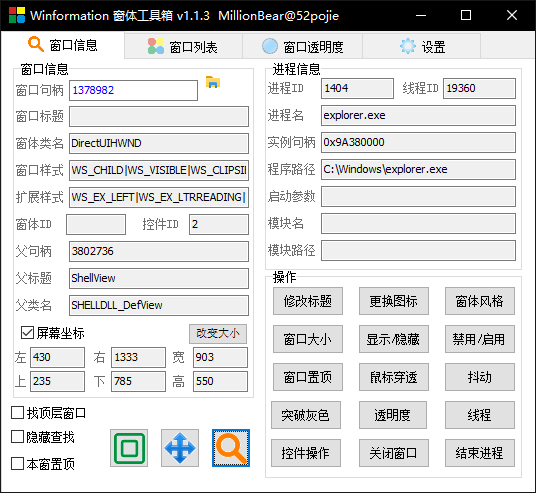 Winformation 窗体工具箱 v1.1.3 MillionBear@52pojie
窗口信息 窗口列表 窗口透明度 设置
窗口信息
窗口句柄 1378982
窗口标题
窗体类名 DirectUIHWND
窗口样式 WS_CHILD|WS_VISIBLE|WS_CLIPSI
扩展样式 WS_EX_LEFT|WS_EX_LTRREADING|
窗体ID 控件ID 2
父句柄 3802736
父标题 ShellView
父类名 SHELLDLL_DefView
屏幕坐标 改变大小
左 430 右 1333 宽 903
上 235 下 785 高 550
找顶层窗口
隐藏查找
本窗置顶
进程信息
进程ID 1404 线程ID 19360
进程名 explorer.exe
实例句柄 0x9A380000
程序路径 C:\Windows\explorer.exe
启动参数
模块名
模块路径
操作
修改标题 更换图标 窗体风格
窗口大小 显示/隐藏 禁用/启用
窗口置顶 鼠标穿透 抖动
突破灰色 透明度 线程
控件操作 关闭窗口 结束进程